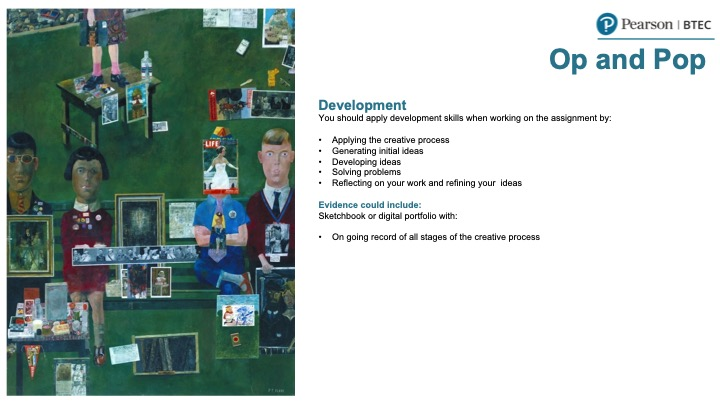 Pearson | BTEC
Op and Pop
Development
You should apply development skills when working on the assignment by:
• Applying the creative process
• Generating initial ideas
• Developing ideas
• Solving problems
• Reflecting on your work and refining your  ideas
Evidence could include:
Sketchbook or digital portfolio with:
• On going record of all stages of the creative process
LIFE